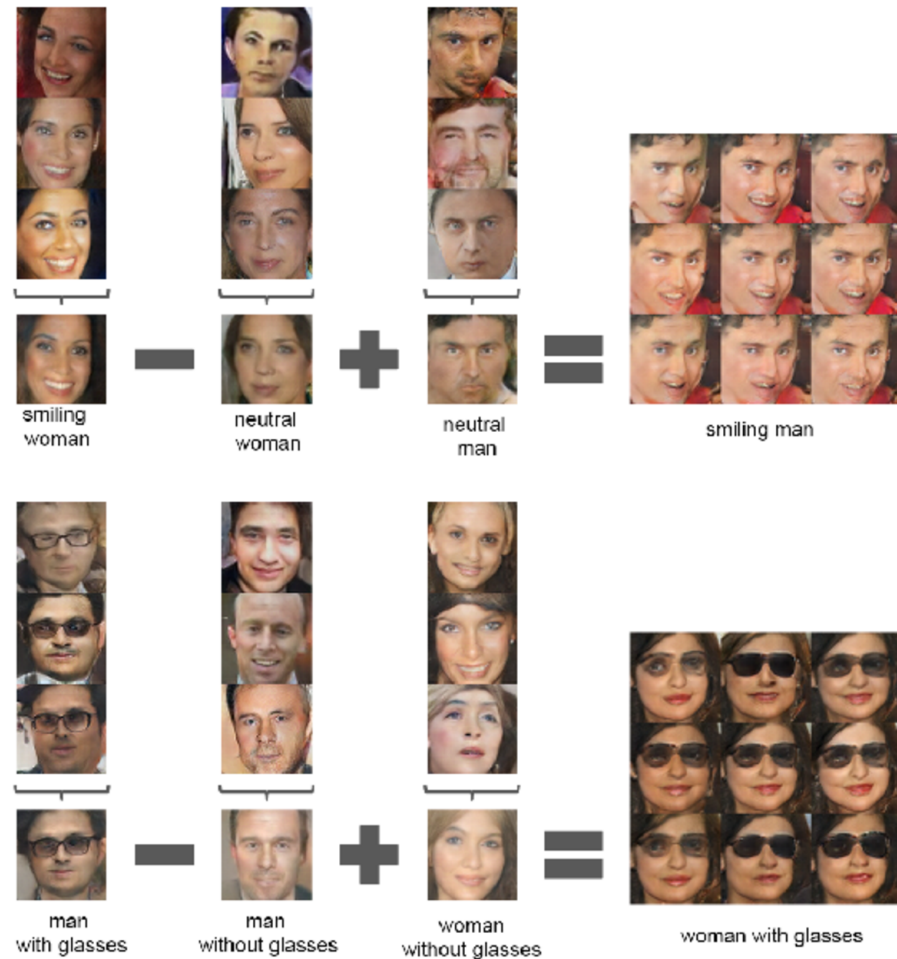 smiling
woman
neutral
woman
neutral
man
smiling man
man
with glasses
man
without glasses
woman
without glasses
woman with glasses